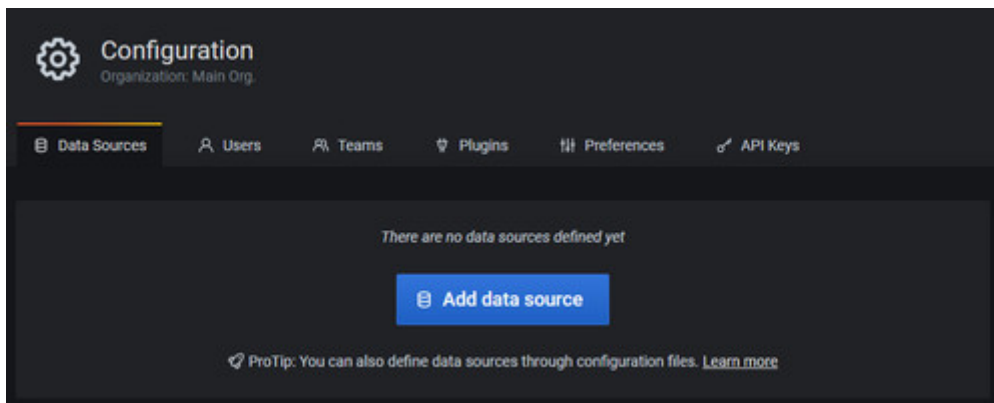 Configuration
Organization: Main Org.
Data Sources Users Teams Plugins Preferences API Keys
There are no data sources defined yet
Add data source
ProTip: You can also define data sources through configuration files. Learn more